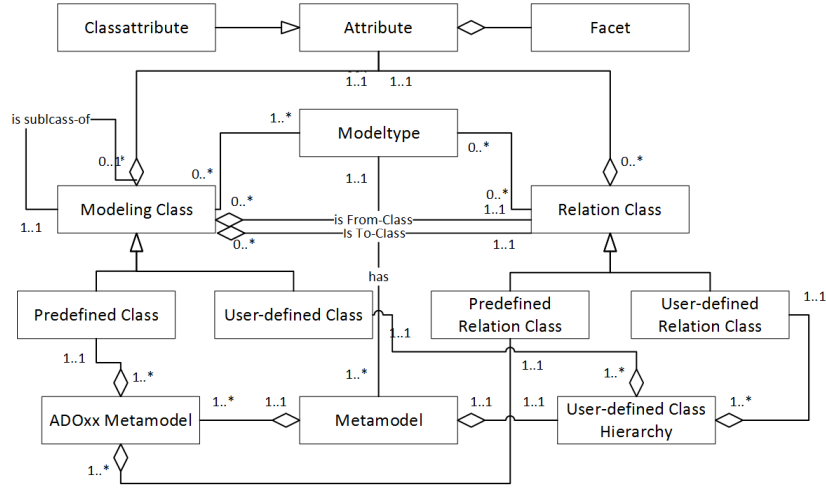 Classattribute
Attribute
Facet
1..1
1..1
is sublcass-of
1..*
Modeltype
0..*
0..1*
0..*
1..1
0..*
0..*
Modeling Class
0..*
1..1
Relation Class
is From-Class
1..1
Is To-Class
0..*
1..1
has
Predefined Class
User-defined Class
Predefined
Relation Class
User-defined
Relation Class
1..1
1..1
1..1
1..1
1..*
1..*
1..*
ADOxx Metamodel
1..*
1..1
Metamodel
1..1
1..1
User-defined Class
Hierarchy
1..*
1..*